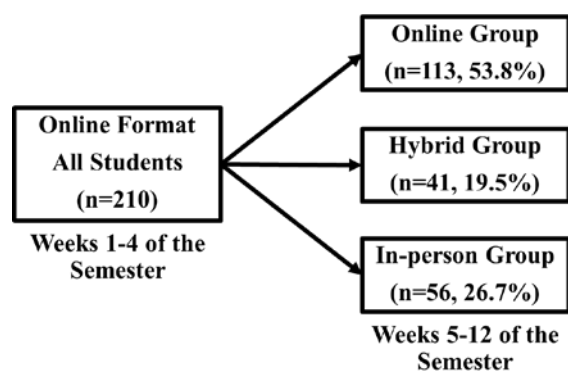 Online Format
All Students
(n=210)
Weeks 1-4 of the
Semester
Online Group
(n=113, 53.8%)
Hybrid Group
(n=41, 19.5%)
In-person Group
(n=56, 26.7%)
Weeks 5-12 of the
Semester